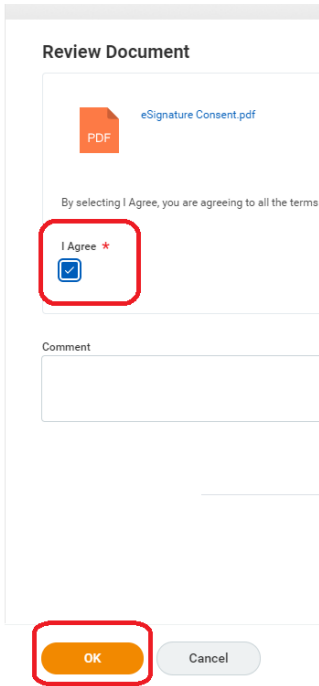 Review Document
eSignature Consent.pdf
PDF
By selecting I Agree, you are agreeing to all the terms
I Agree *
Comment
OK
Cancel